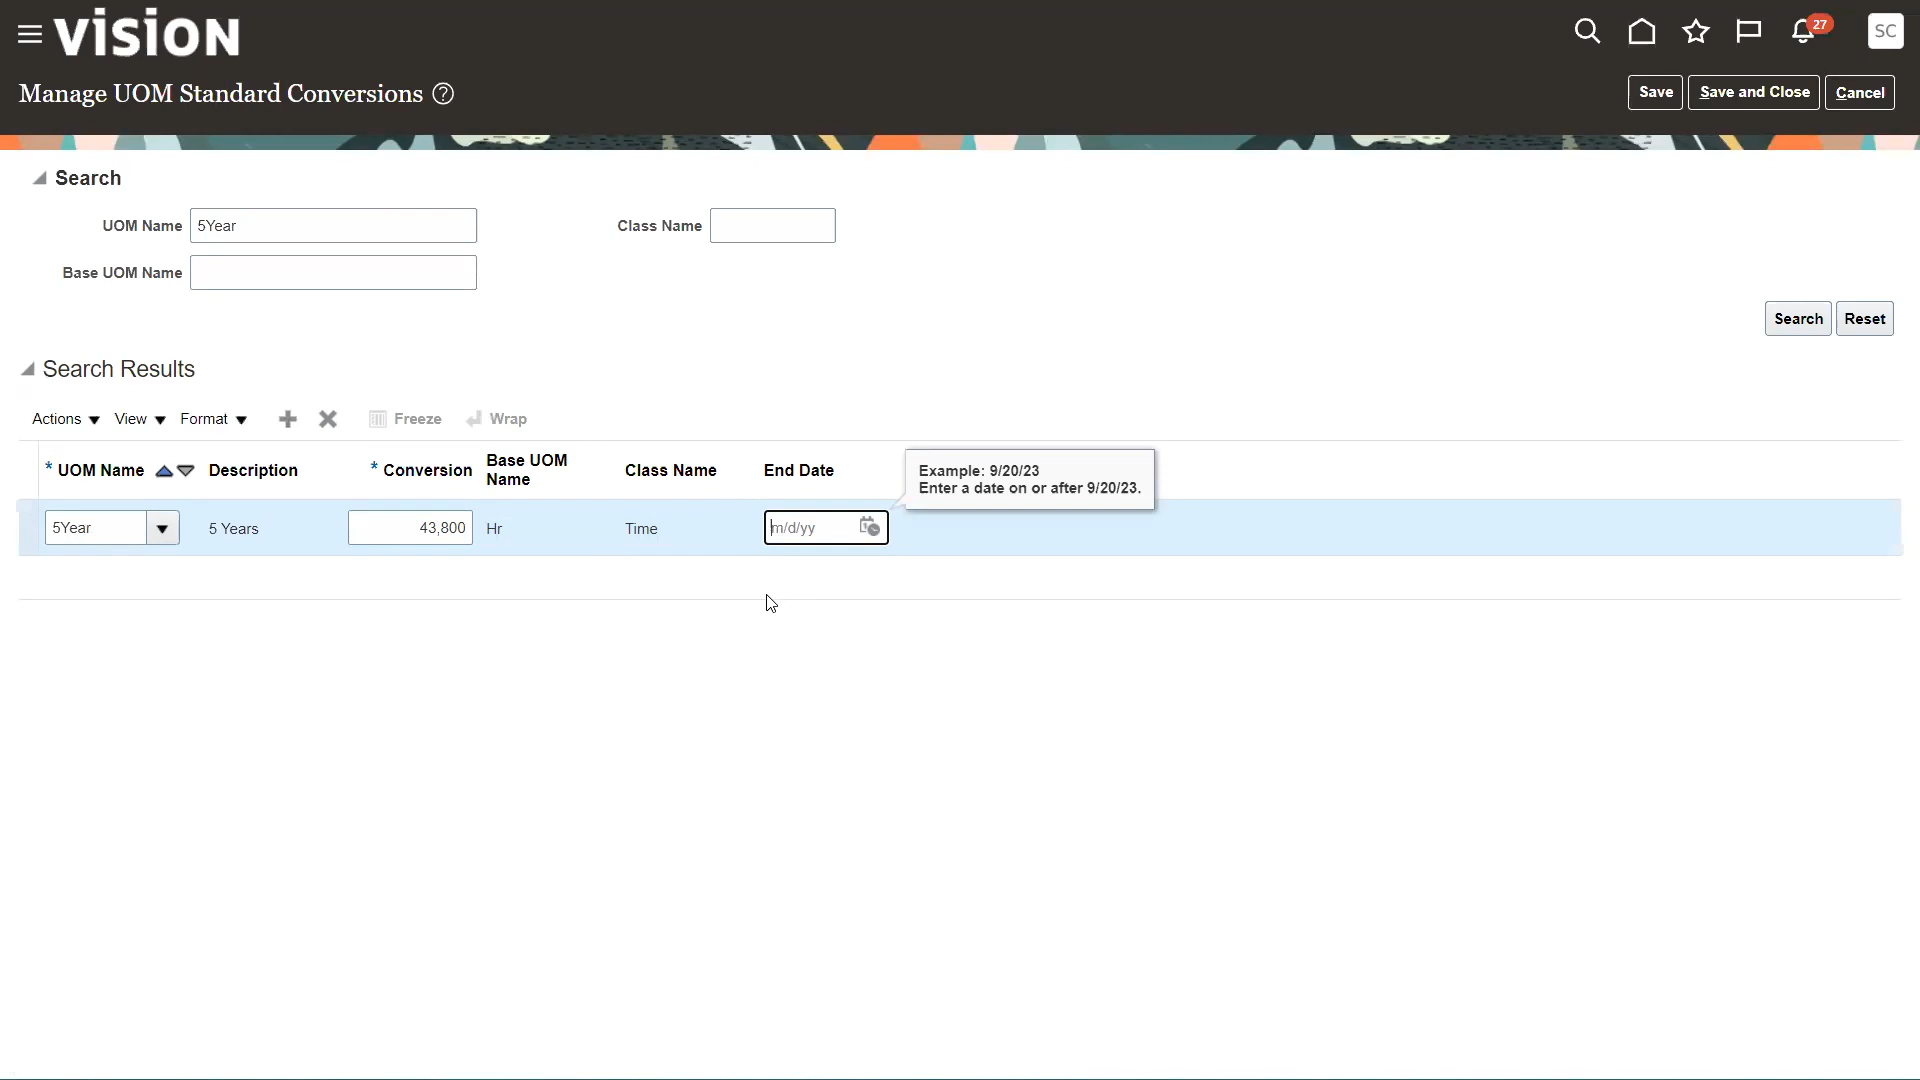 vision
27
SC
Manage UOM Standard Conversions ?
Save Save and Close Cancel
Search
UOM Name 5Year Class Name
Base UOM Name
Search Reset
Search Results
Actions View Format Freeze Wrap
* UOM Name Description * Conversion Base UOM Name Class Name End Date
Example: 9/20/23
Enter a date on or after 9/20/23.
5Year 5 Years 43,800 Hr Time m/d/yy